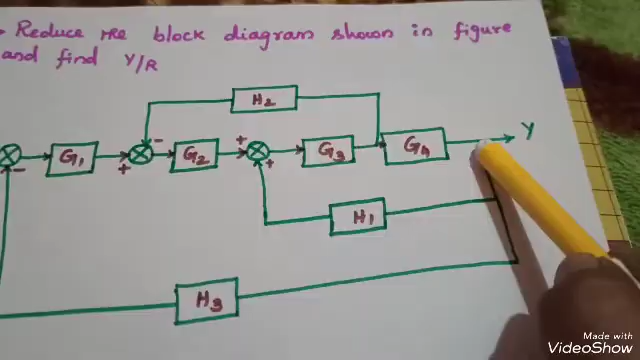 Reduce the block diagram shown in figure
and find Y/R
H2
G1
G2
G3
G4
Y
H1
H3
Made with
VideoShow